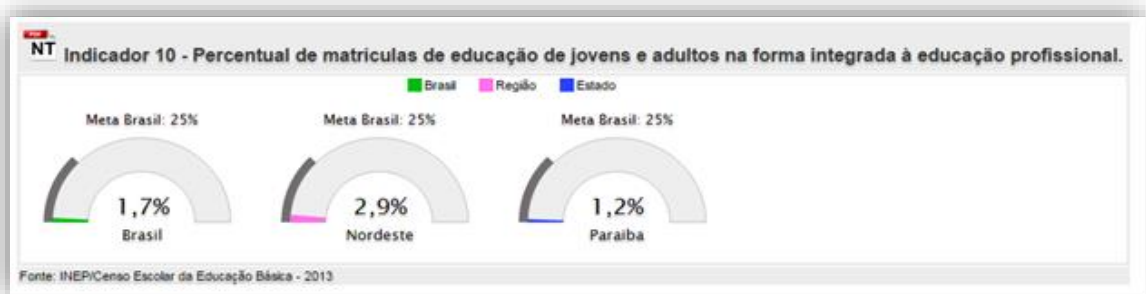 PDF
NT Indicador 10 - Percentual de matriculas de educação de jovens e adultos na forma integrada à educação profissional.
Brasil Região Estado
Meta Brasil: 25% Meta Brasil: 25% Meta Brasil: 25%
1,7% 2,9% 1,2%
Brasil Nordeste Paraiba
Fonte: INEP/Censo Escolar da Educação Básica - 2013